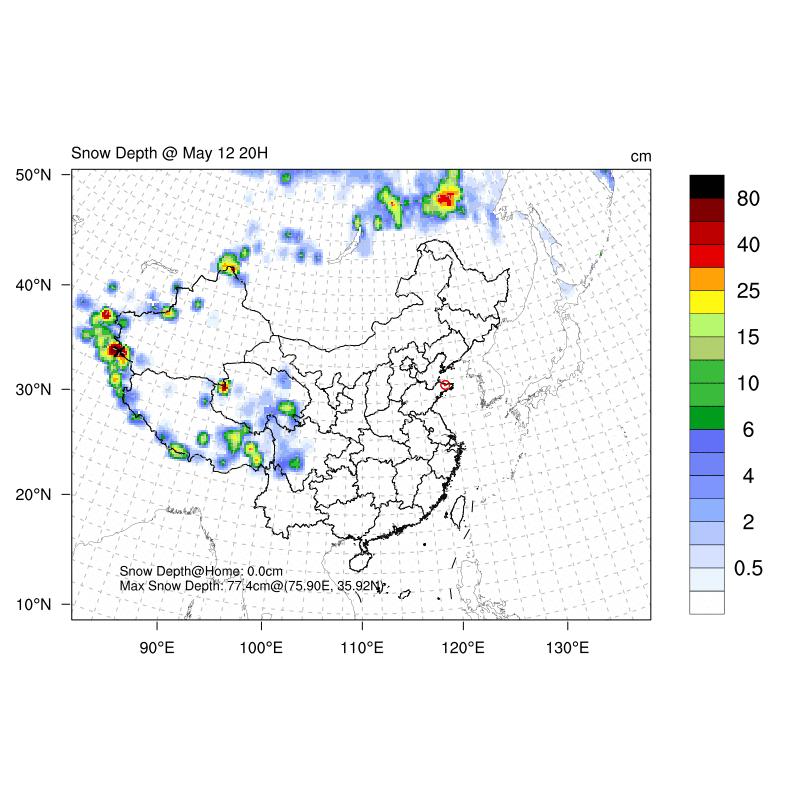 Snow Depth @ May 12 20H
cm
50°N
40°N
30°N
20°N
10°N
90°E
100°E
110°E
120°E
130°E
80
40
25
15
10
6
4
2
0.5
Snow Depth@Home: 0.0cm
Max Snow Depth: 77.4cm@(75.90E, 35.92N)